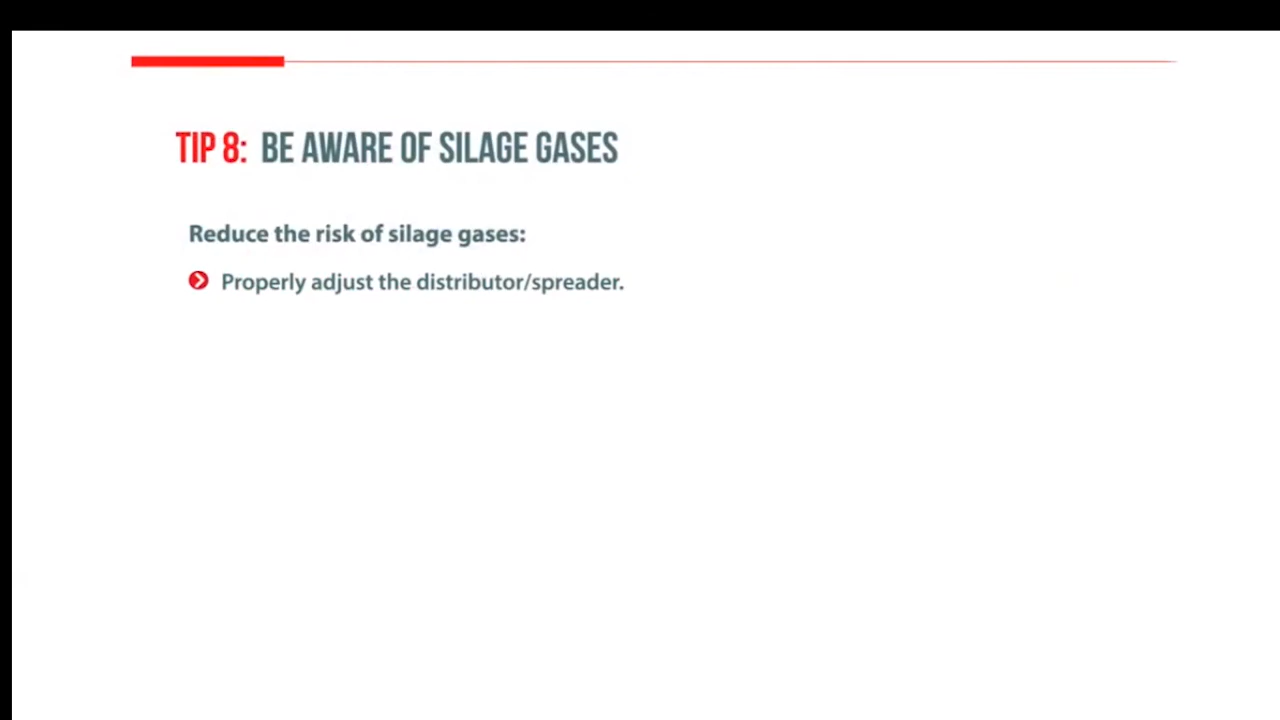 TIP 8: BE AWARE OF SILAGE GASES
Reduce the risk of silage gases:
Properly adjust the distributor/spreader.